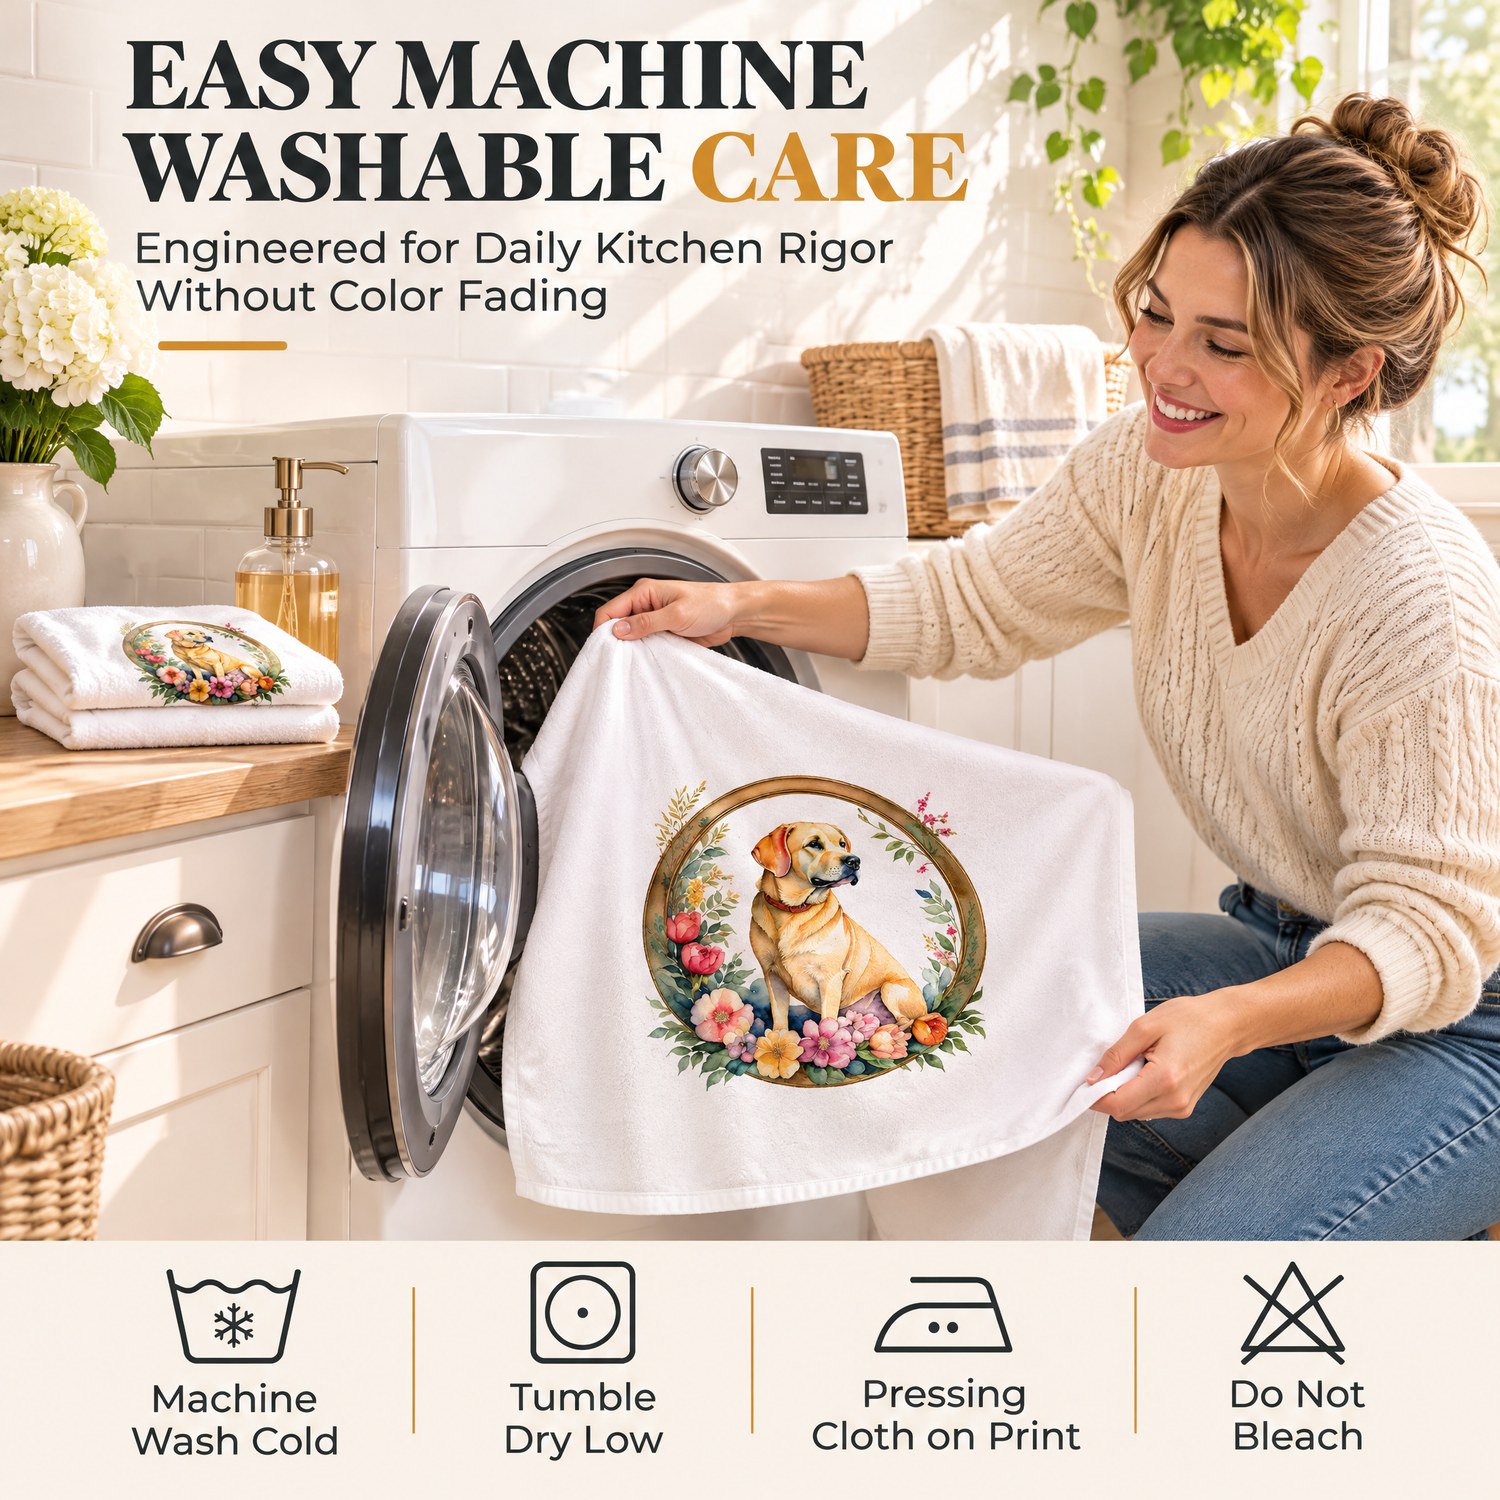 EASY MACHINE
WASHABLE CARE
Engineered for Daily Kitchen Rigor
Without Color Fading
Machine
Wash Cold
Tumble
Dry Low
Pressing
Cloth on Print
Do Not
Bleach